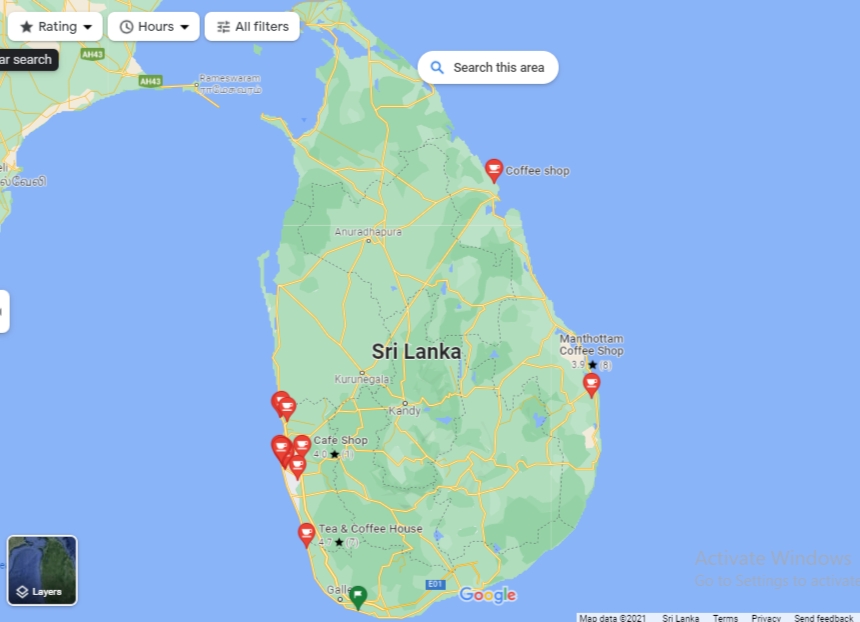 Rating
Hours
All filters
ar search
AH43
AH43
Rameswaram
ராமேஸ்வரம்
Search this area
Coffee shop
eli
ல்வேலி
Anuradhapura
Manthottam
Coffee Shop
3.9 ★ (8)
Sri Lanka
Kurunegala
Kandy
Cafe Shop
4.0 ★ (1)
Tea & Coffee House
4.7 ★ (7)
Activate Windows
Go to Settings to activat
Galle
E01
Google
Layers
Map data ©2021 Sri Lanka Terms Privacy Send feedback